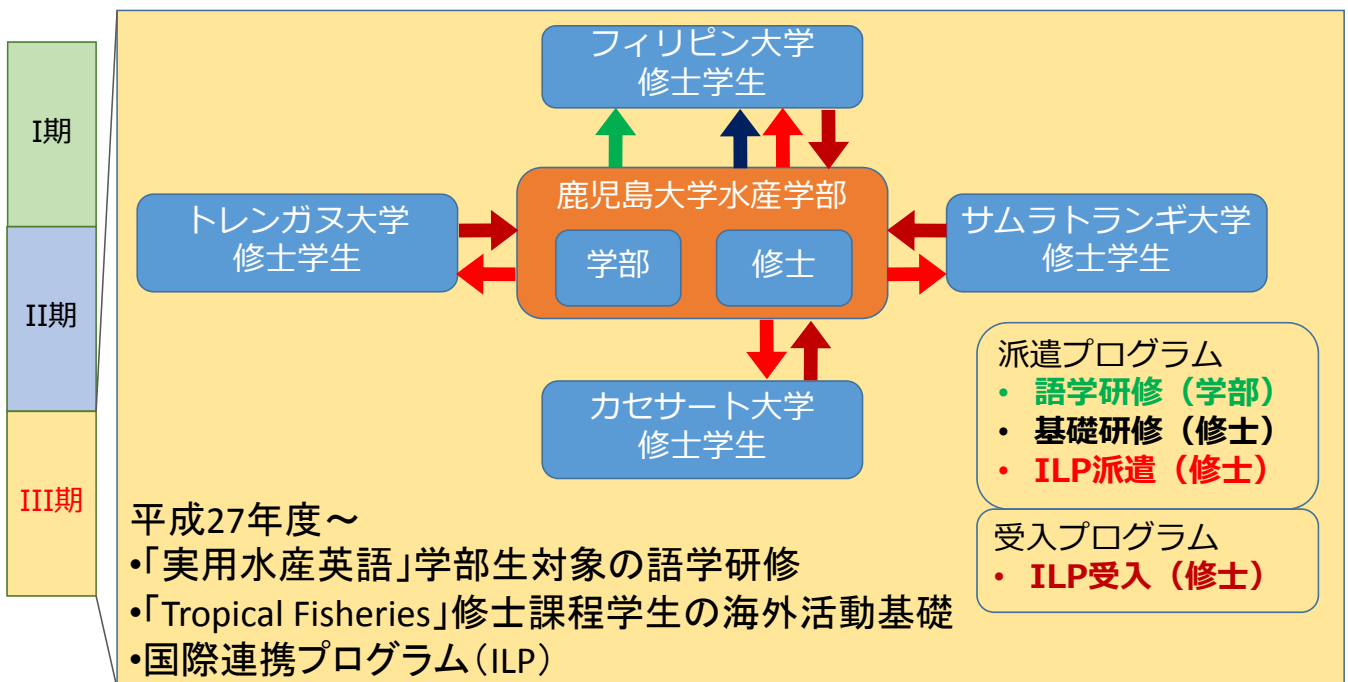 I期
II期
III期
フィリピン大学
修士学生
鹿児島大学水産学部
学部
修士
トレンガヌ大学
修士学生
サムラトランギ大学
修士学生
カセサート大学
修士学生
派遣プログラム
• 語学研修（学部）
• 基礎研修（修士）
• ILP派遣（修士）
受入プログラム
• ILP受入（修士）
平成27年度～
•「実用水産英語」学部生対象の語学研修
•「Tropical Fisheries」修士課程学生の海外活動基礎
•国際連携プログラム（ILP）